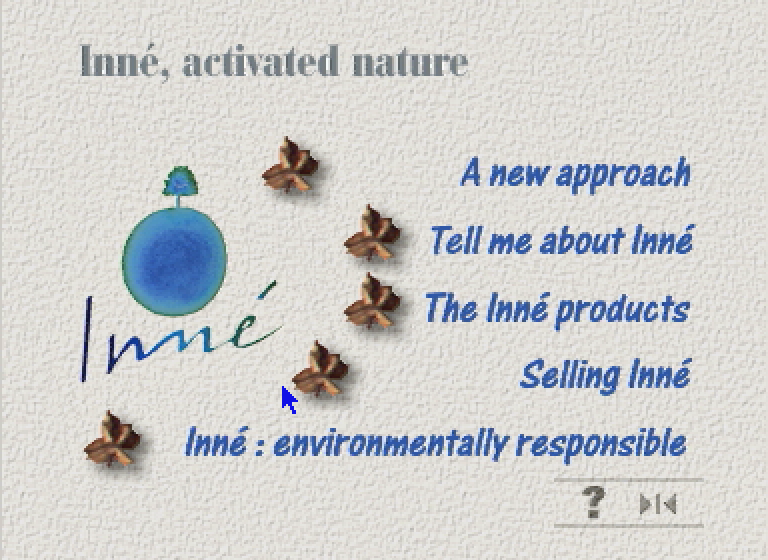 Inné, activated nature
A new approach
Tell me about Inné
The Inné products
Inné
Selling Inné
Inné : environmentally responsible
?